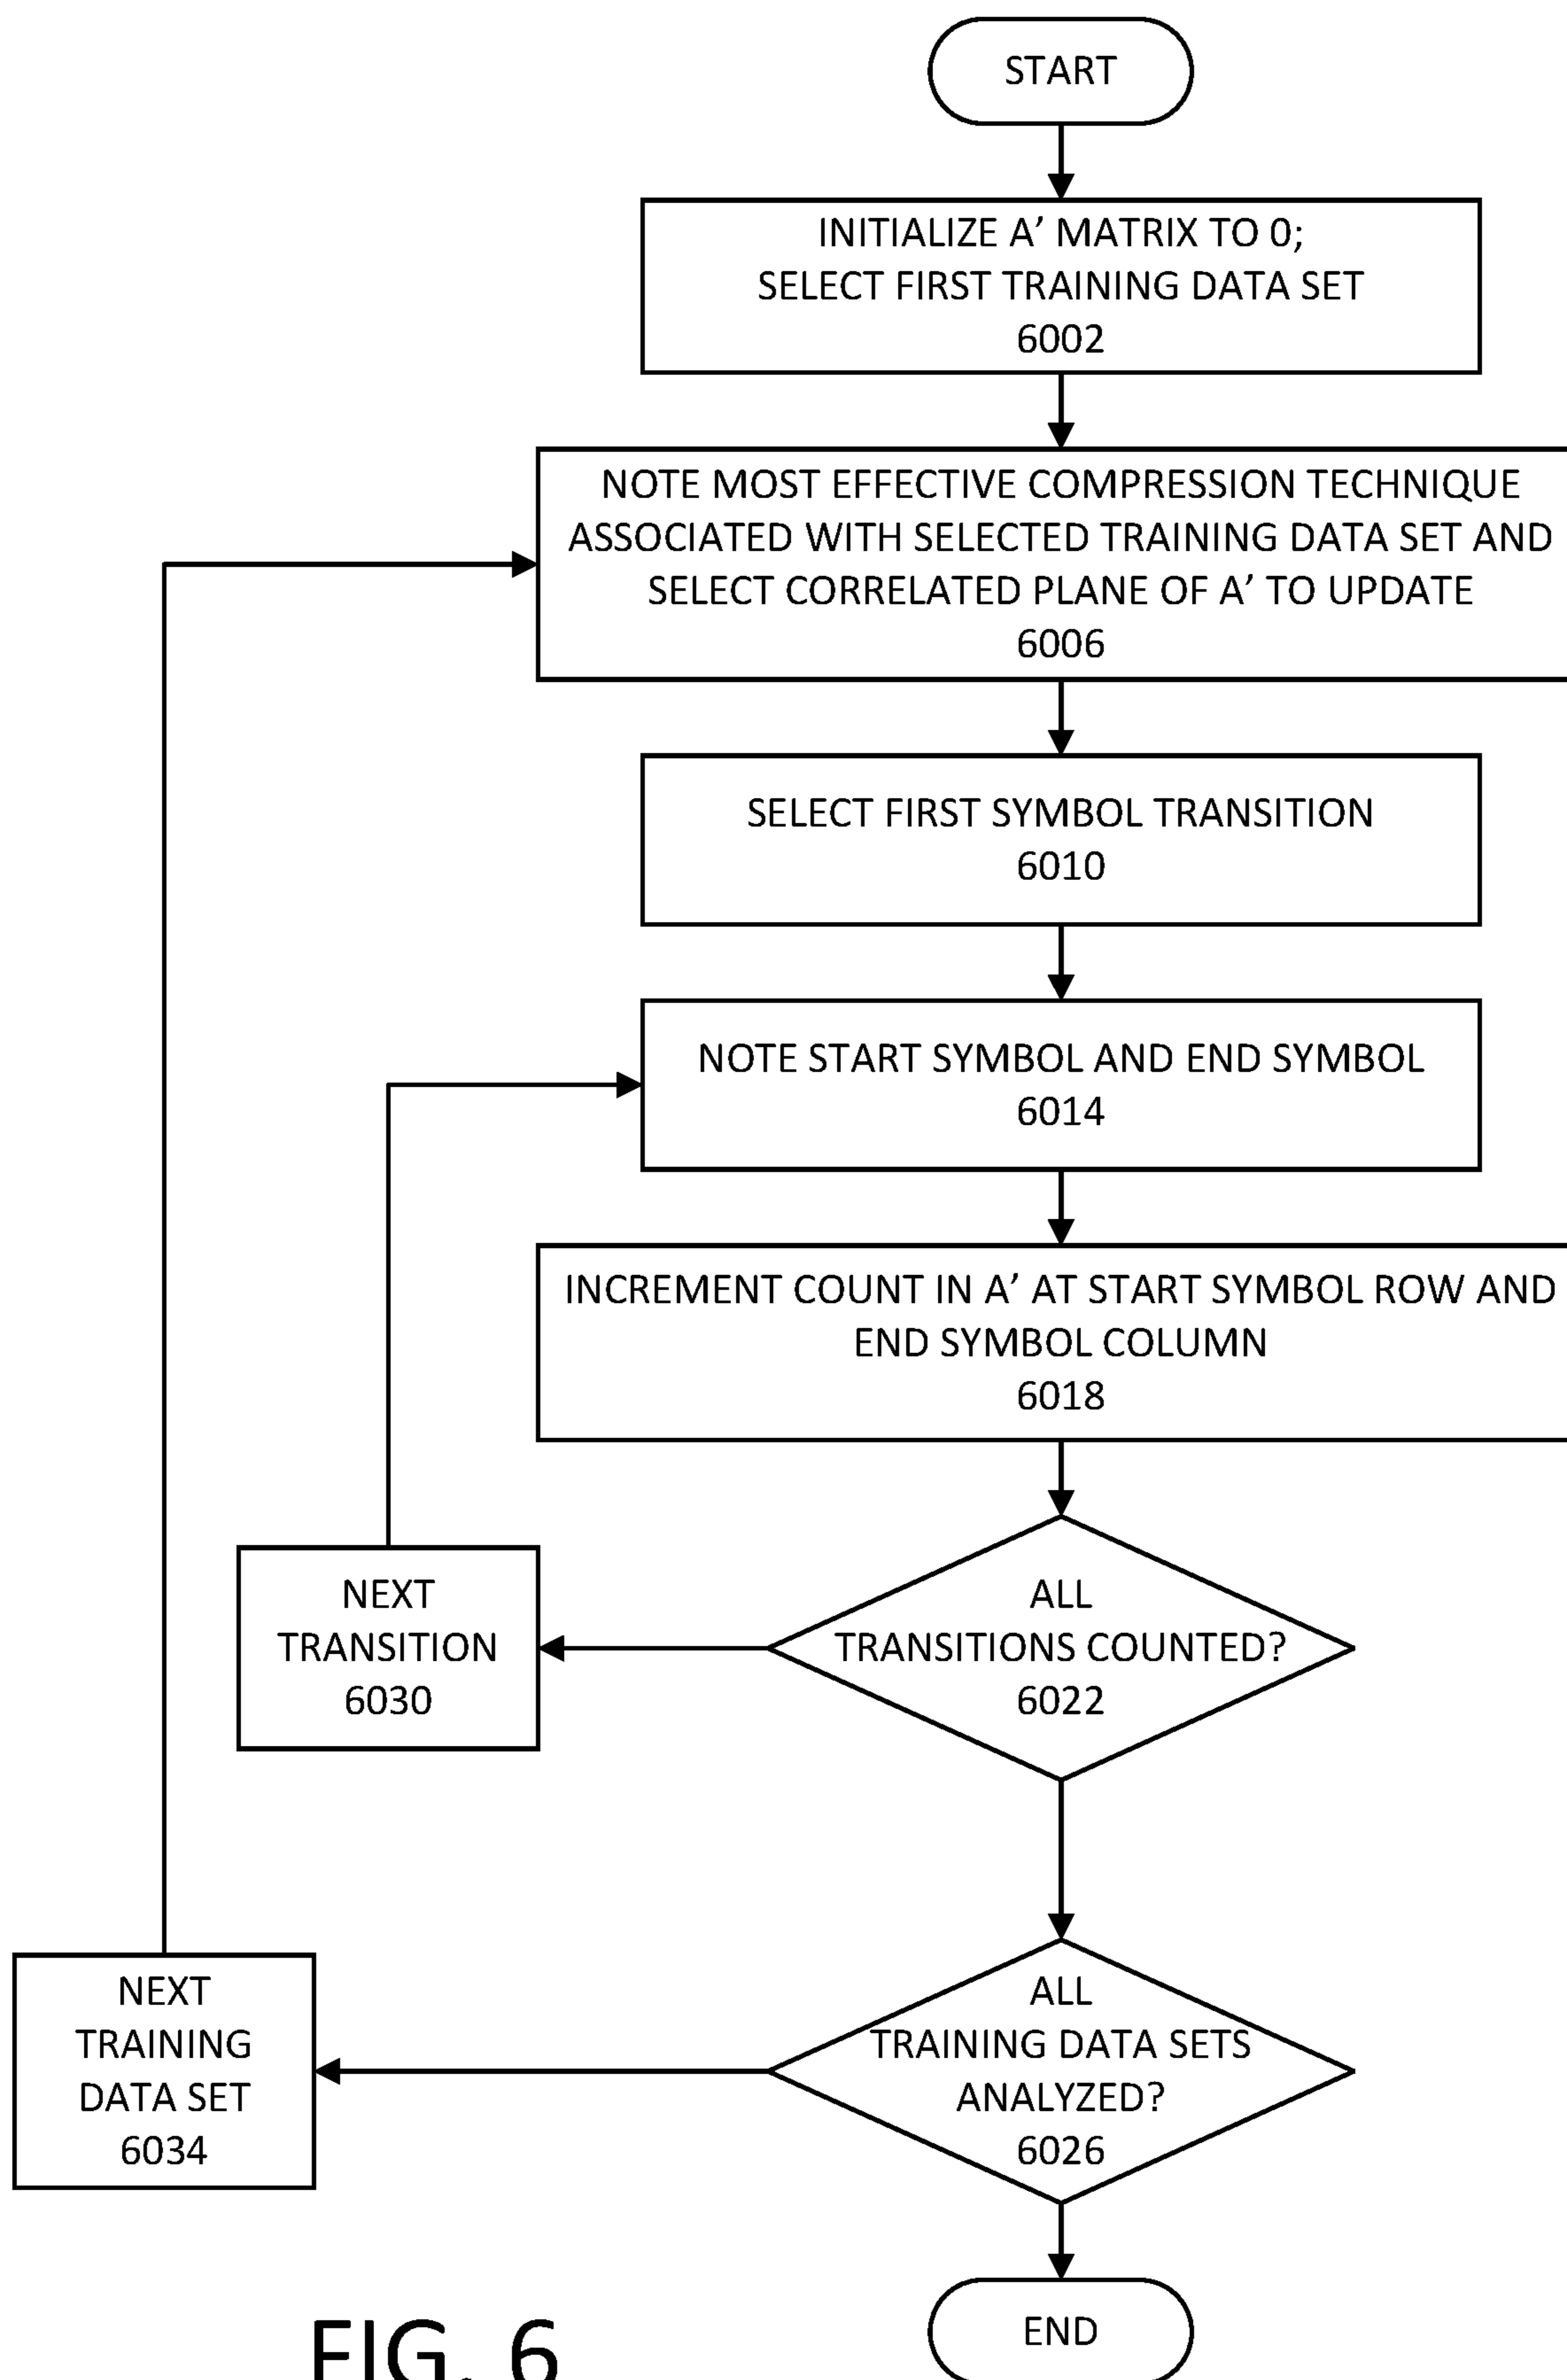 START
INITIALIZE A’ MATRIX TO 0;
SELECT FIRST TRAINING DATA SET
6002
NOTE MOST EFFECTIVE COMPRESSION TECHNIQUE
ASSOCIATED WITH SELECTED TRAINING DATA SET AND
SELECT CORRELATED PLANE OF A’ TO UPDATE
6006
SELECT FIRST SYMBOL TRANSITION
6010
NOTE START SYMBOL AND END SYMBOL
6014
INCREMENT COUNT IN A’ AT START SYMBOL ROW AND
END SYMBOL COLUMN
6018
ALL
TRANSITIONS COUNTED?
6022
NEXT
TRANSITION
6030
ALL
TRAINING DATA SETS
ANALYZED?
6026
NEXT
TRAINING
DATA SET
6034
END
FIG. 6